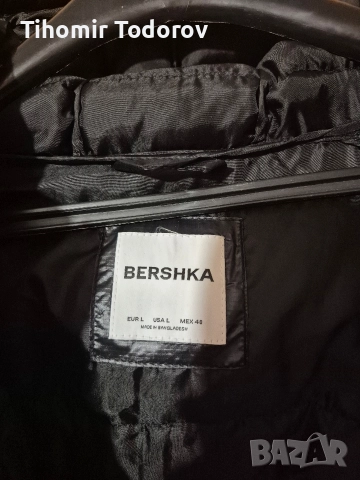 Tihomir Todorov
BERSHKA
EUR L USA L MEX 46
MADE IN BANGLADESH
BAZAR